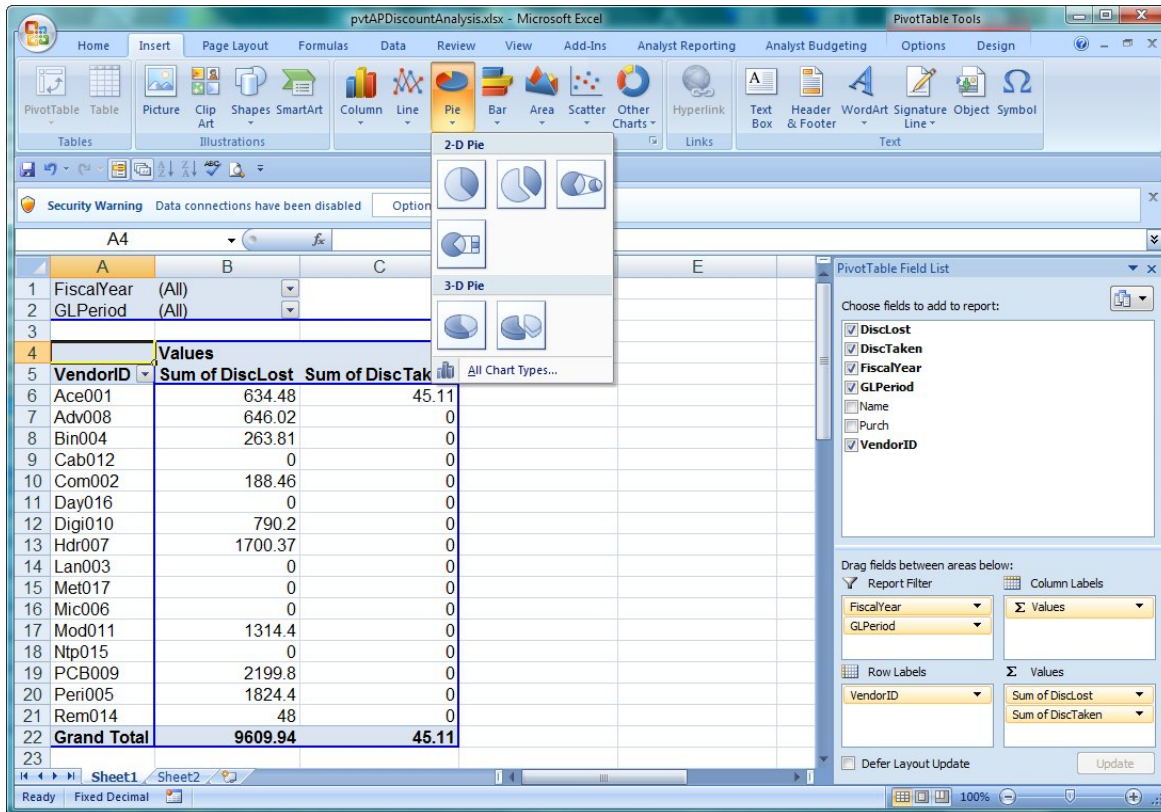 pvtAPDiscountAnalysis.xlsx - Microsoft Excel PivotTable Tools
Home Insert Page Layout Formulas Data Review View Add-Ins Analyst Reporting Analyst Budgeting Options Design
PivotTable Table Picture Clip Art Shapes SmartArt Column Line Pie Bar Area Scatter Other Charts Hyperlink Text Box Header & Footer WordArt Signature Line Object Symbol
Tables Illustrations Links Text
2-D Pie
Security Warning Data connections have been disabled Option
A4 fx
3-D Pie
All Chart Types...
A B C E
1 FiscalYear (All)
2 GLPeriod (All)
3
4 Values
5 VendorID Sum of DiscLost Sum of DiscTak
6 Ace001 634.48 45.11
7 Adv008 646.02 0
8 Bin004 263.81 0
9 Cab012 0 0
10 Com002 188.46 0
11 Day016 0 0
12 Digi010 790.2 0
13 Hdr007 1700.37 0
14 Lan003 0 0
15 Met017 0 0
16 Mic006 0 0
17 Mod011 1314.4 0
18 Ntp015 0 0
19 PCB009 2199.8 0
20 Peri005 1824.4 0
21 Rem014 48 0
22 Grand Total 9609.94 45.11
23
Sheet1 Sheet2
Ready Fixed Decimal 100%
PivotTable Field List
Choose fields to add to report:
DiscLost
DiscTaken
FiscalYear
GLPeriod
Name
Purch
VendorID
Drag fields between areas below:
Report Filter Column Labels
FiscalYear Σ Values
GLPeriod
Row Labels Σ Values
VendorID Sum of DiscLost
Sum of DiscTaken
Defer Layout Update Update